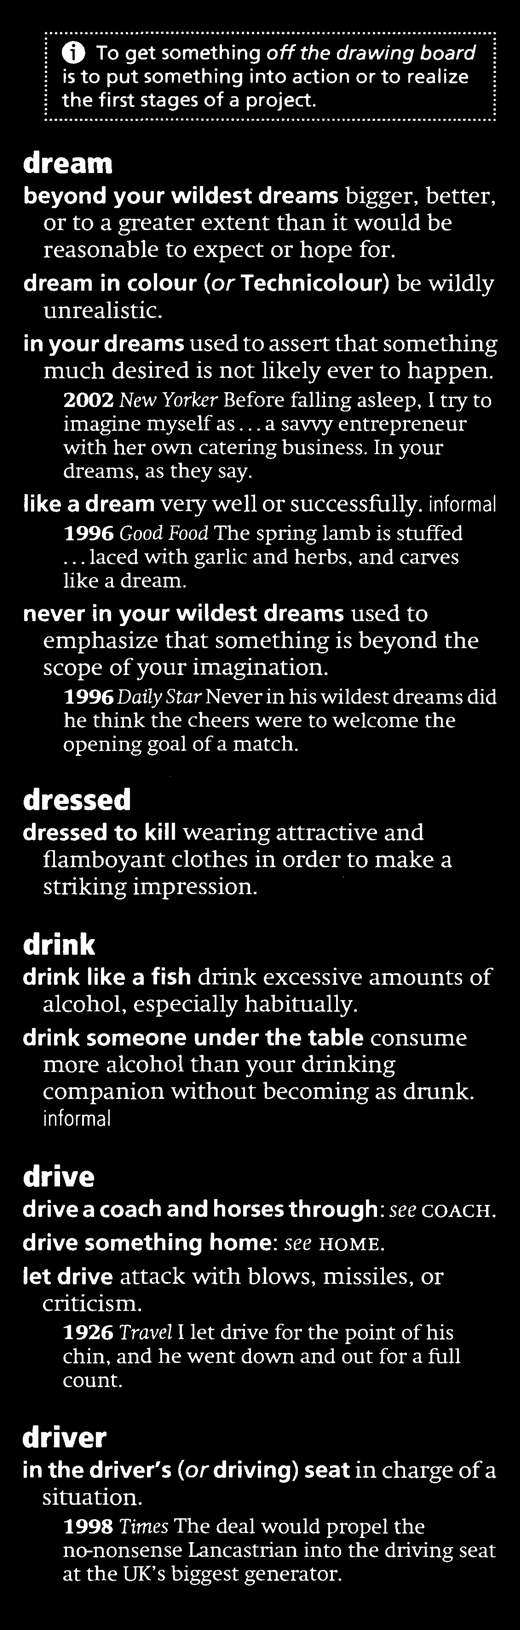 i To get something off the drawing board
is to put something into action or to realize
the first stages of a project.
dream
beyond your wildest dreams bigger, better,
or to a greater extent than it would be
reasonable to expect or hope for.
dream in colour (or Technicolour) be wildly
unrealistic.
in your dreams used to assert that something
much desired is not likely ever to happen.
2002 New Yorker Before falling asleep, I try to
imagine myself as ... a savvy entrepreneur
with her own catering business. In your
dreams, as they say.
like a dream very well or successfully. informal
1996 Good Food The spring lamb is stuffed
... laced with garlic and herbs, and carves
like a dream.
never in your wildest dreams used to
emphasize that something is beyond the
scope of your imagination.
1996 Daily Star Never in his wildest dreams did
he think the cheers were to welcome the
opening goal of a match.
dressed
dressed to kill wearing attractive and
flamboyant clothes in order to make a
striking impression.
drink
drink like a fish drink excessive amounts of
alcohol, especially habitually.
drink someone under the table consume
more alcohol than your drinking
companion without becoming as drunk.
informal
drive
drive a coach and horses through: see COACH.
drive something home: see HOME.
let drive attack with blows, missiles, or
criticism.
1926 Travel I let drive for the point of his
chin, and he went down and out for a full
count.
driver
in the driver's (or driving) seat in charge of a
situation.
1998 Times The deal would propel the
no-nonsense Lancastrian into the driving seat
at the UK's biggest generator.